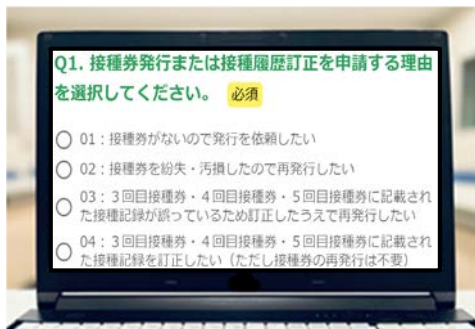 Q1. 接種券発行または接種履歴訂正を申請する理由
を選択してください。 必須
01：接種券がないので発行を依頼したい
02：接種券を紛失・汚損したので再発行したい
03：３回目接種券・４回目接種券・５回目接種券に記載され
た接種記録が誤っているため訂正したうえで再発行したい
04：３回目接種券・４回目接種券・５回目接種券に記載され
た接種記録を訂正したい（ただし接種券の再発行は不要）